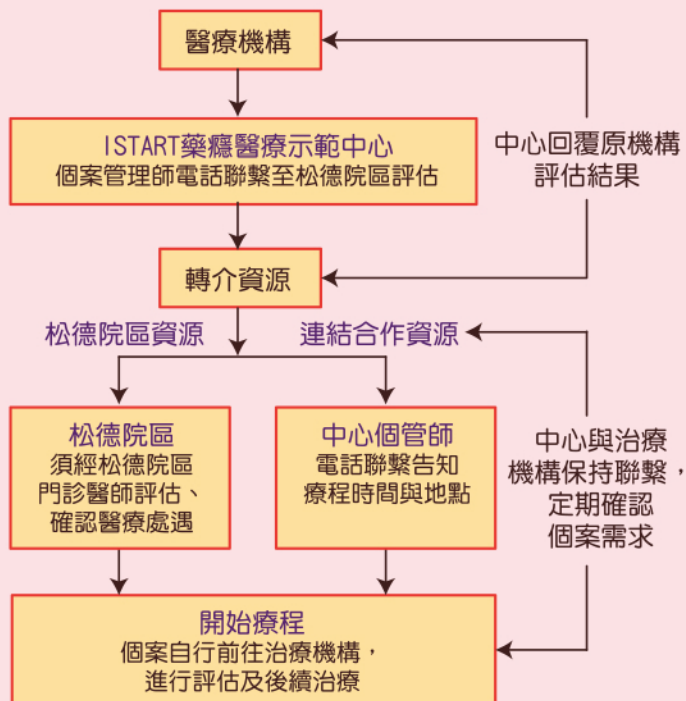 醫療機構
ISTART藥癮醫療示範中心
個案管理師電話聯繫至松德院區評估
中心回覆原機構
評估結果
轉介資源
松德院區資源
連結合作資源
松德院區
須經松德院區
門診醫師評估、
確認醫療處遇
中心個管師
電話聯繫告知
療程時間與地點
中心與治療
機構保持聯繫，
定期確認
個案需求
開始療程
個案自行前往治療機構，
進行評估及後續治療